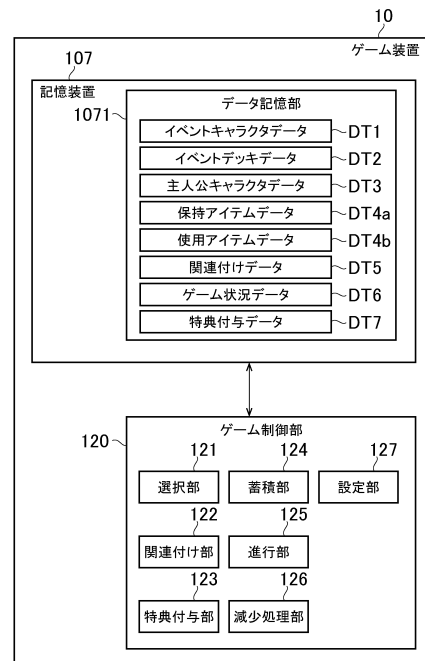 10
ゲーム装置
107
記憶装置
1071
データ記憶部
イベントキャラクタデータ
DT1
イベントデッキデータ
DT2
主人公キャラクタデータ
DT3
保持アイテムデータ
DT4a
使用アイテムデータ
DT4b
関連付けデータ
DT5
ゲーム状況データ
DT6
特典付与データ
DT7
120
ゲーム制御部
121
124
127
選択部
蓄積部
設定部
122
125
関連付け部
進行部
123
126
特典付与部
減少処理部